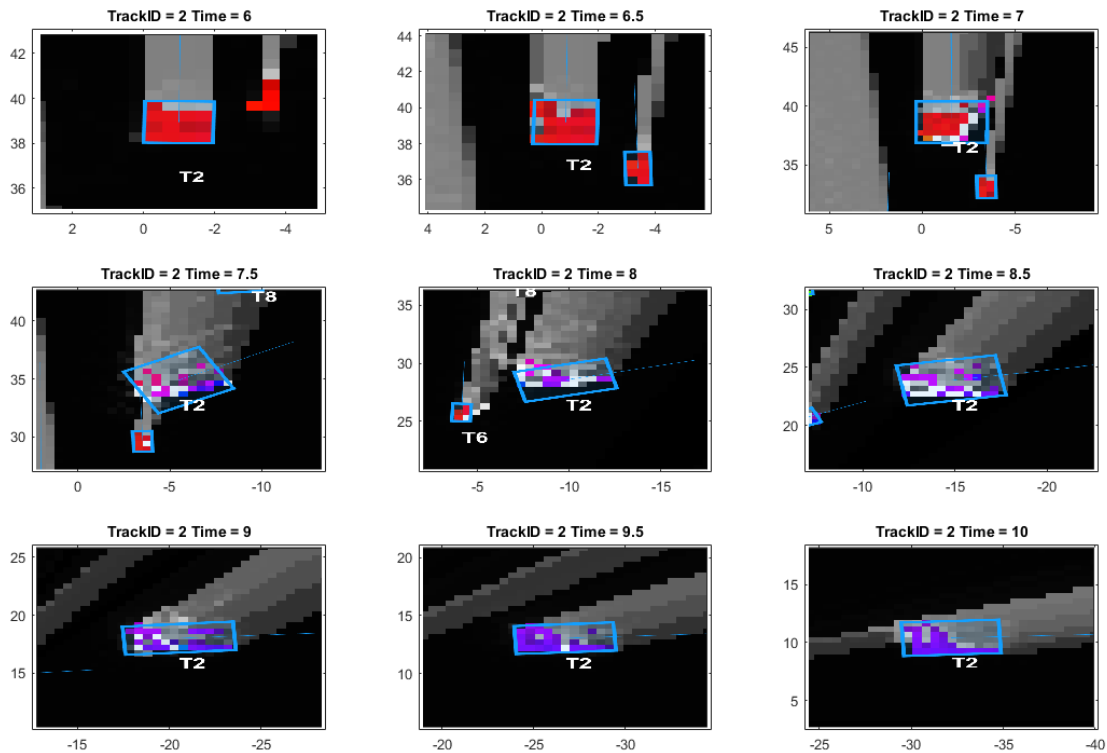 TrackID = 2 Time = 6
42
40
38
36
T2
2
0
-2
-4
TrackID = 2 Time = 6.5
44
42
40
38
36
T2
4
2
0
-2
-4
TrackID = 2 Time = 7
45
40
35
T2
5
0
-5
TrackID = 2 Time = 7.5
40
35
30
T8
T2
0
-5
-10
TrackID = 2 Time = 8
35
30
25
T8
T2
T6
-5
-10
-15
TrackID = 2 Time = 8.5
30
25
20
T2
-10
-15
-20
TrackID = 2 Time = 9
25
20
15
T2
-15
-20
-25
TrackID = 2 Time = 9.5
20
15
10
T2
-20
-25
-30
TrackID = 2 Time = 10
15
10
5
T2
-25
-30
-35
-40